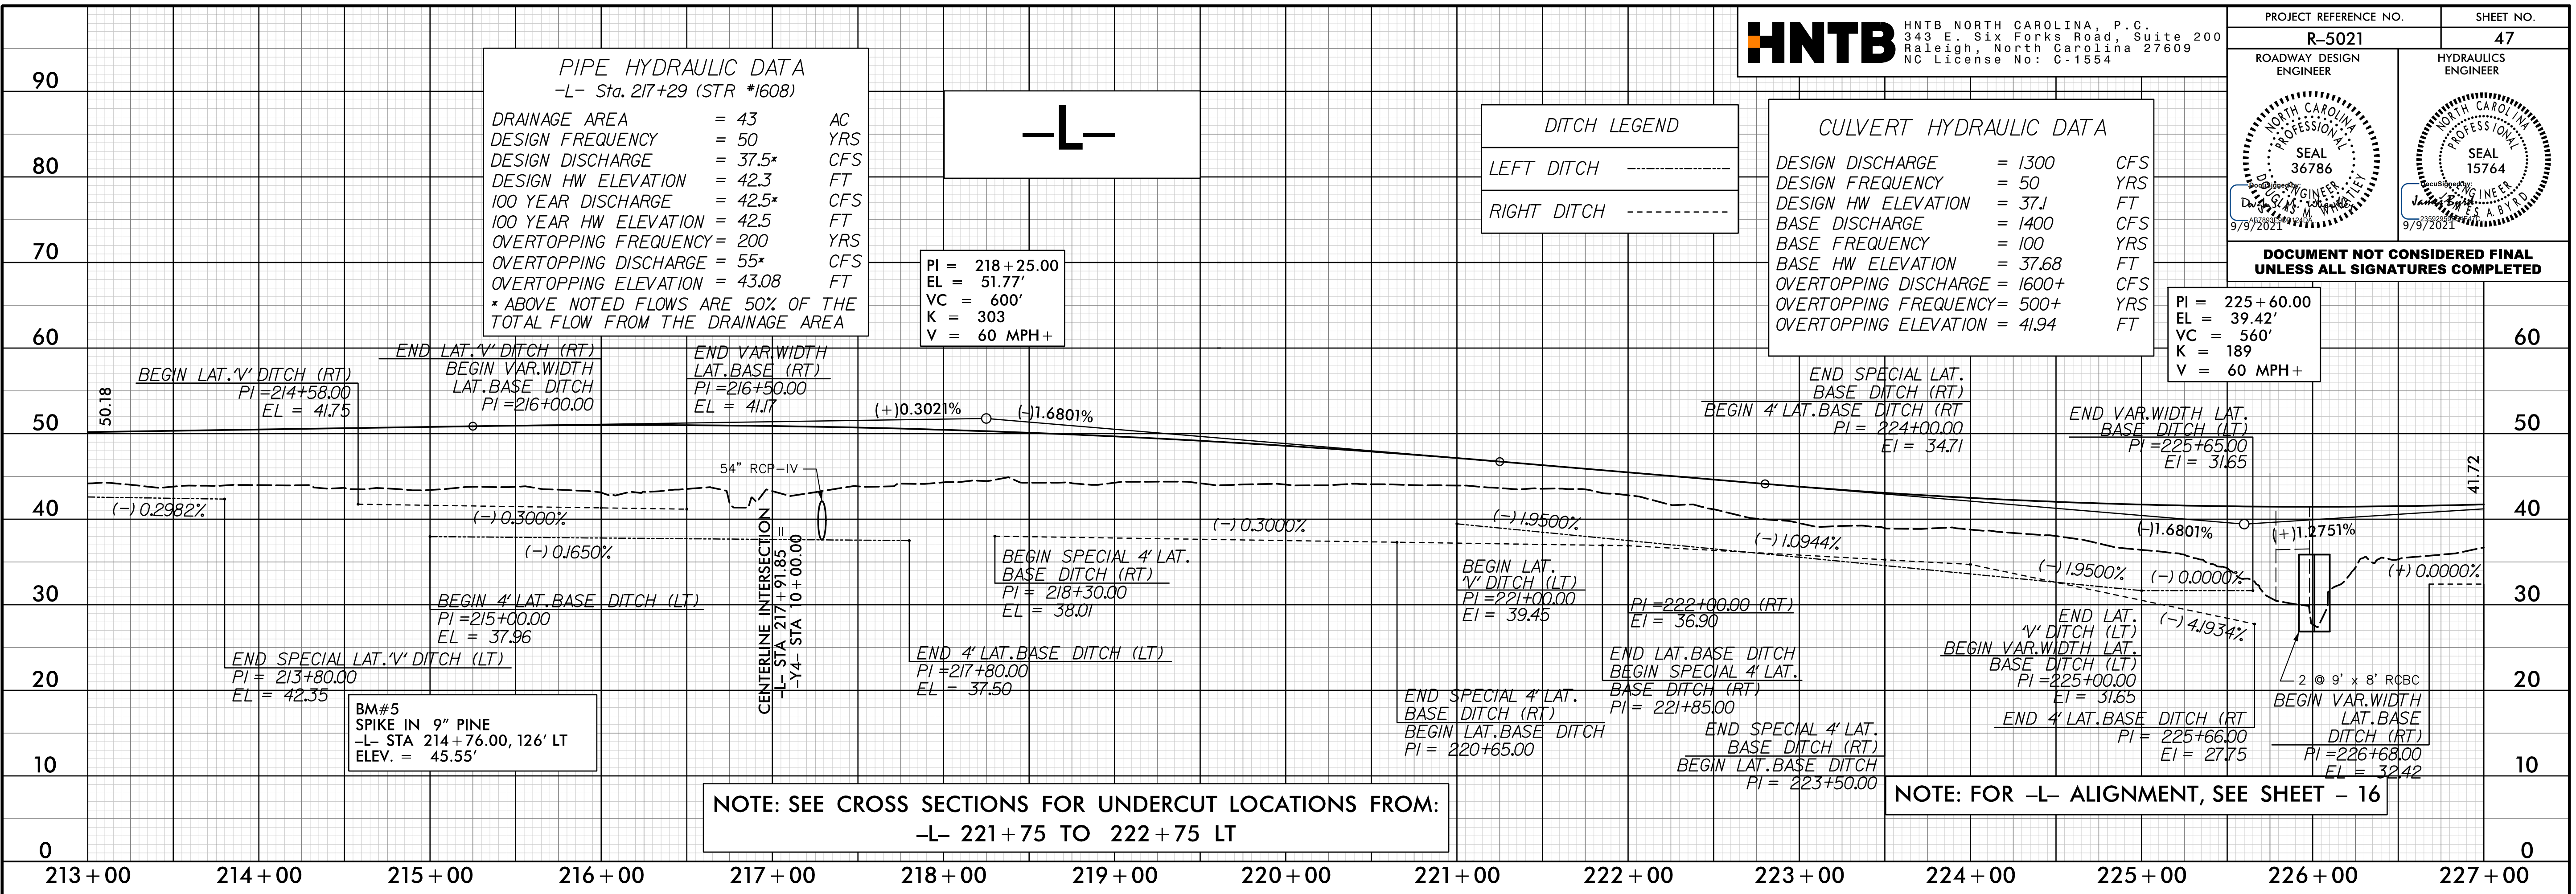 HNTB
HNTB NORTH CAROLINA, P.C.
343 E. Six Forks Road, Suite 200
Raleigh, North Carolina 27609
NC License No: C-1554
PROJECT REFERENCE NO.
SHEET NO.
R-5021
47
ROADWAY DESIGN
ENGINEER
HYDRAULICS
ENGINEER
NORTH CAROLINA
PROFESSIONAL
SEAL
36786
ENGINEER
DOUGLAS M. WHEATLEY
DocuSigned by:
9/9/2021
NORTH CAROLINA
PROFESSIONAL
SEAL
15764
ENGINEER
JAMES A. BYRD
DocuSigned by:
James Byrd
9/9/2021
DOCUMENT NOT CONSIDERED FINAL
UNLESS ALL SIGNATURES COMPLETED
PIPE HYDRAULIC DATA
-L- Sta. 217+29 (STR #1608)
DRAINAGE AREA = 43 AC
DESIGN FREQUENCY = 50 YRS
DESIGN DISCHARGE = 37.5* CFS
DESIGN HW ELEVATION = 42.3 FT
100 YEAR DISCHARGE = 42.5* CFS
100 YEAR HW ELEVATION = 42.5 FT
OVERTOPPING FREQUENCY = 200 YRS
OVERTOPPING DISCHARGE = 55* CFS
OVERTOPPING ELEVATION = 43.08 FT
* ABOVE NOTED FLOWS ARE 50% OF THE
TOTAL FLOW FROM THE DRAINAGE AREA
-L-
DITCH LEGEND
LEFT DITCH
RIGHT DITCH
CULVERT HYDRAULIC DATA
DESIGN DISCHARGE = 1300 CFS
DESIGN FREQUENCY = 50 YRS
DESIGN HW ELEVATION = 37.1 FT
BASE DISCHARGE = 1400 CFS
BASE FREQUENCY = 100 YRS
BASE HW ELEVATION = 37.68 FT
OVERTOPPING DISCHARGE = 1600+ CFS
OVERTOPPING FREQUENCY= 500+ YRS
OVERTOPPING ELEVATION = 41.94 FT
PI = 218+25.00
EL = 51.77'
VC = 600'
K = 303
V = 60 MPH+
PI = 225+60.00
EL = 39.42'
VC = 560'
K = 189
V = 60 MPH+
90
80
70
60
50
40
30
20
10
0
60
50
40
30
20
10
0
50.18
BEGIN LAT.'V' DITCH (RT)
PI =214+58.00
EL = 41.75
END LAT.'V' DITCH (RT)
BEGIN VAR.WIDTH
LAT.BASE DITCH
PI =216+00.00
END VAR.WIDTH
LAT.BASE (RT)
PI =216+50.00
EL = 41.17
(+)0.3021%
(-)1.6801%
END SPECIAL LAT.
BASE DITCH (RT)
BEGIN 4' LAT.BASE DITCH (RT
PI = 224+00.00
El = 34.71
END VAR.WIDTH LAT.
BASE DITCH (LT)
PI =225+65.00
El = 31.65
41.72
54" RCP-IV
(-) 0.2982%
(-) 0.3000%
(-) 0.1650%
(-) 0.3000%
(-)1.9500%
(-)1.0944%
(-)1.9500%
(-)0.0000%
(-) 4.1934%
(-)1.6801%
(+)1.2751%
(+) 0.0000%
CENTERLINE INTERSECTION
-L- STA 217+91.85 =
-Y4- STA 10+00.00
BEGIN SPECIAL 4' LAT.
BASE DITCH (RT)
PI = 218+30.00
EL = 38.01
BEGIN LAT.
'V' DITCH (LT)
PI =221+00.00
El = 39.45
PI =222+00.00 (RT)
El = 36.90
BEGIN 4' LAT.BASE DITCH (LT)
PI =215+00.00
EL = 37.96
END SPECIAL LAT.'V' DITCH (LT)
PI = 213+80.00
EL = 42.35
END 4' LAT.BASE DITCH (LT)
PI =217+80.00
EL = 37.50
END LAT.BASE DITCH
BEGIN SPECIAL 4' LAT.
BASE DITCH (RT)
PI = 221+85.00
END SPECIAL 4' LAT.
BASE DITCH (RT)
BEGIN LAT.BASE DITCH
PI = 220+65.00
END SPECIAL 4' LAT.
BASE DITCH (RT)
BEGIN LAT.BASE DITCH
PI = 223+50.00
END LAT.
'V' DITCH (LT)
BEGIN VAR.WIDTH LAT.
BASE DITCH (LT)
PI =225+00.00
El = 31.65
END 4' LAT.BASE DITCH (RT
PI = 225+66.00
El = 27.75
2 @ 9' x 8' RCBC
BEGIN VAR.WIDTH
LAT.BASE
DITCH (RT)
PI =226+68.00
EL = 32.42
BM#5
SPIKE IN 9" PINE
-L- STA 214+76.00, 126' LT
ELEV. = 45.55'
NOTE: SEE CROSS SECTIONS FOR UNDERCUT LOCATIONS FROM:
-L- 221+75 TO 222+75 LT
NOTE: FOR -L- ALIGNMENT, SEE SHEET - 16
213+00 214+00 215+00 216+00 217+00 218+00 219+00 220+00 221+00 222+00 223+00 224+00 225+00 226+00 227+00